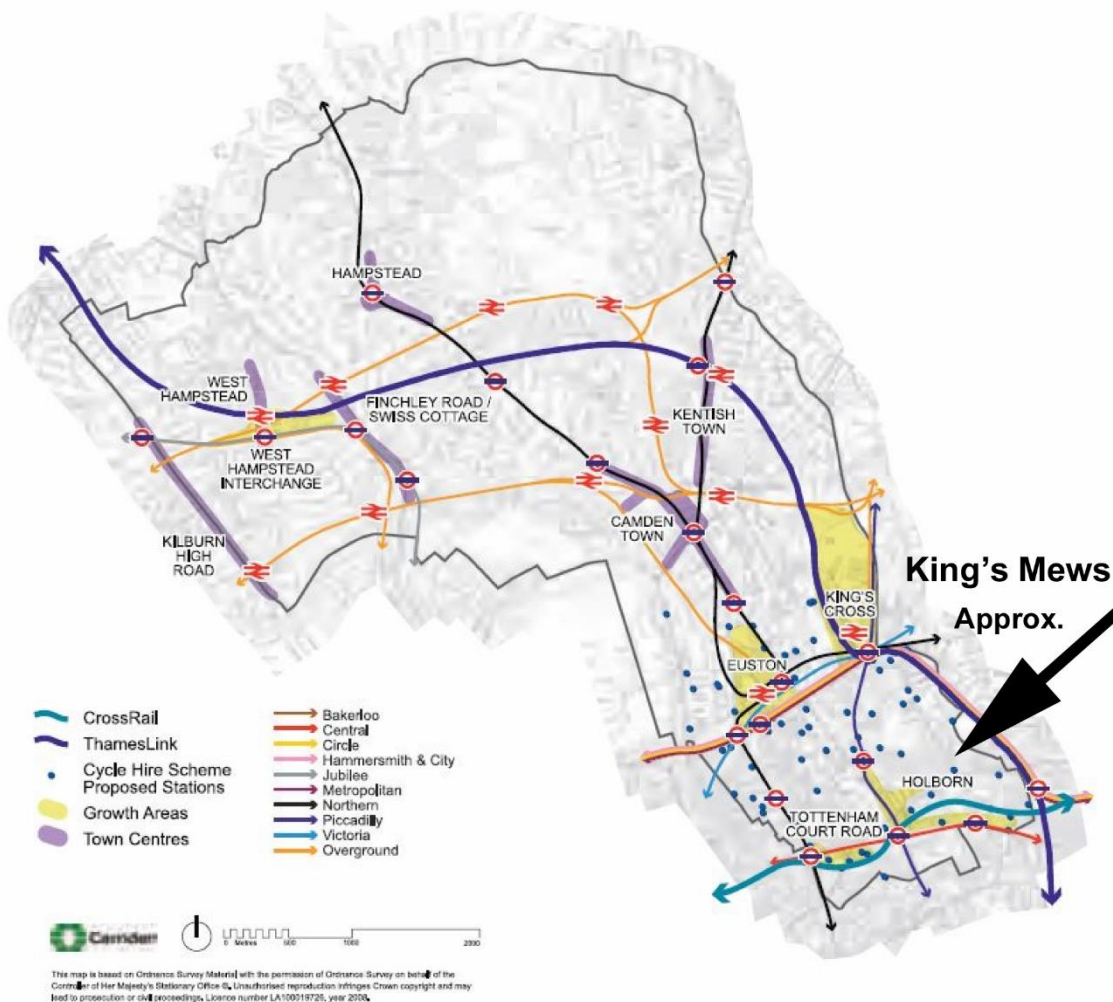 HAMPSTEAD
WEST
HAMPSTEAD
FINCHLEY ROAD /
SWISS COTTAGE
KENTISH
TOWN
WEST
HAMPSTEAD
INTERCHANGE
CAMDEN
TOWN
KILBURN
HIGH
ROAD
King's Mews
Approx.
KING'S
CROSS
EUSTON
HOLBORN
TOTTENHAM
COURT ROAD
CrossRail
ThamesLink
Cycle Hire Scheme
Proposed Stations
Growth Areas
Town Centres
Bakerloo
Central
Circle
Hammersmith & City
Jubilee
Metropolitan
Northern
Piccadilly
Victoria
Overground
Camden
0 Metres 500 1000 2000
This map is based on Ordnance Survey Material with the permission of Ordnance Survey on behalf of the
Controller of Her Majesty's Stationary Office ©. Unauthorised reproduction infringes Crown copyright and may
lead to prosecution or civil proceedings. Licence number LA100019726, year 2008.